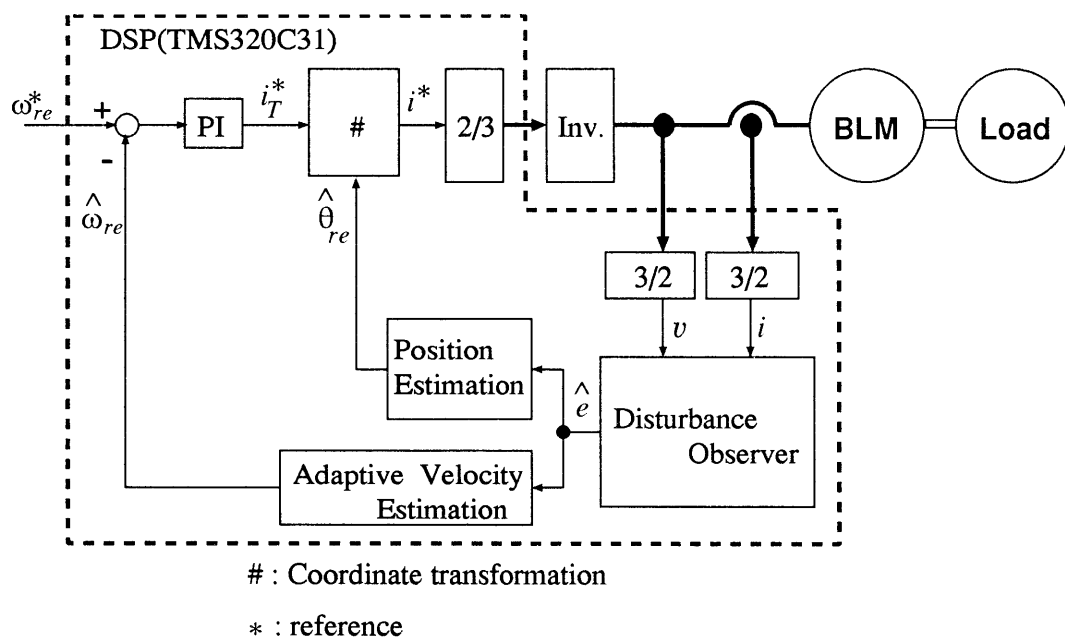 DSP(TMS320C31)
ω*re + PI i*T # i* 2/3 Inv. BLM Load
-
ω̂re θ̂re
3/2 3/2
v i
Position
Estimation
ê
Disturbance
Observer
Adaptive Velocity
Estimation
# : Coordinate transformation
* : reference